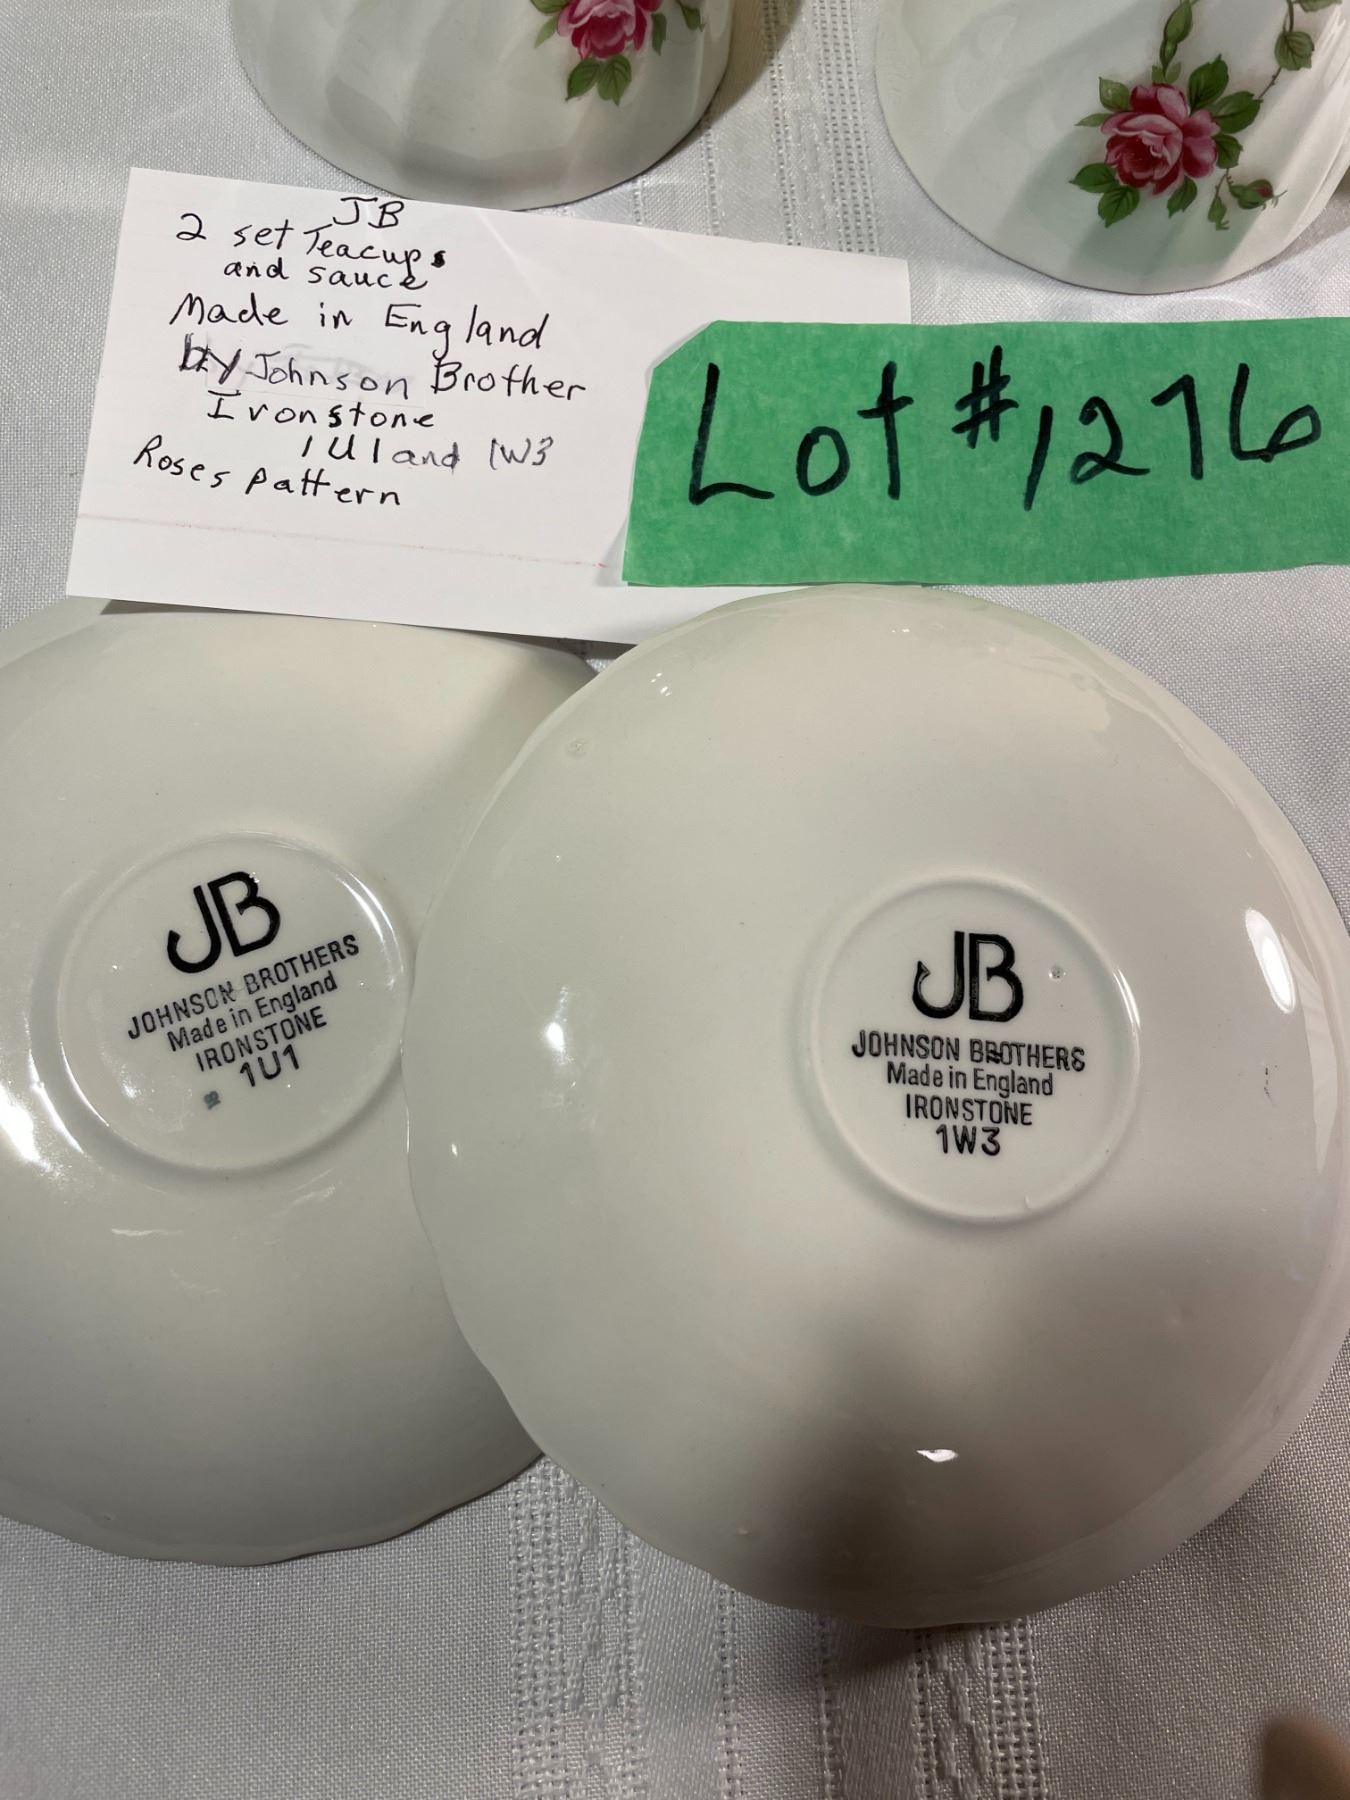 JB
2 set Teacups
and sauce
Made in England
by Johnson Brother
Ironstone
1U1 and 1W3
Roses pattern
Lot #1276
JB
JOHNSON BROTHERS
Made in England
IRONSTONE
1U1
JB
JOHNSON BROTHERS
Made in England
IRONSTONE
1W3